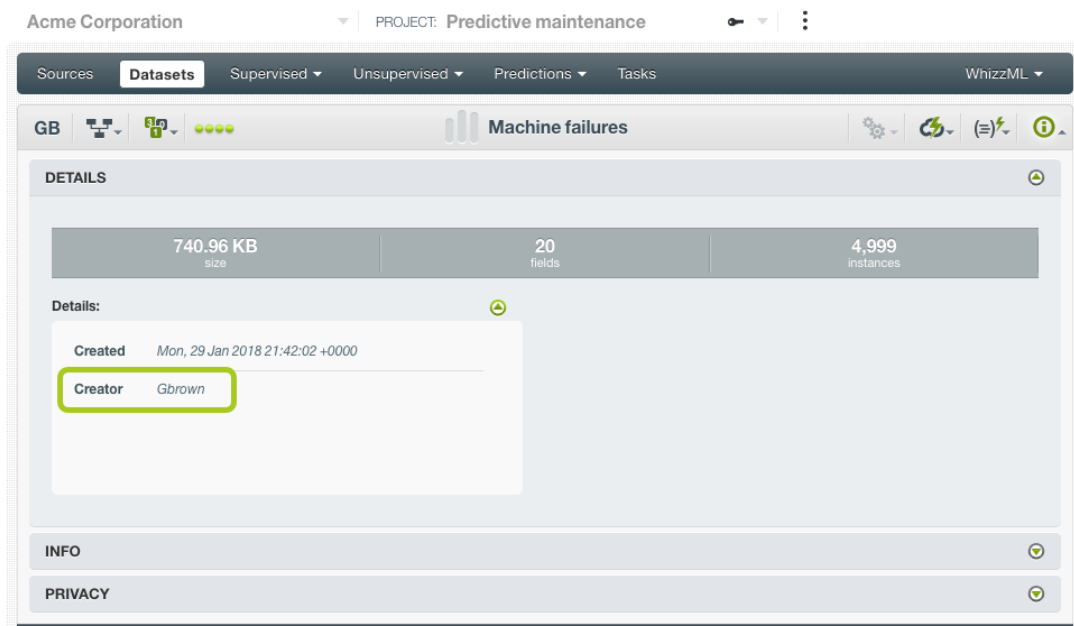 Acme Corporation PROJECT: Predictive maintenance
Sources Datasets Supervised Unsupervised Predictions Tasks WhizzML
GB Machine failures
DETAILS
740.96 KB 20 4,999
size fields instances
Details:
Created Mon, 29 Jan 2018 21:42:02 +0000
Creator Gbrown
INFO
PRIVACY